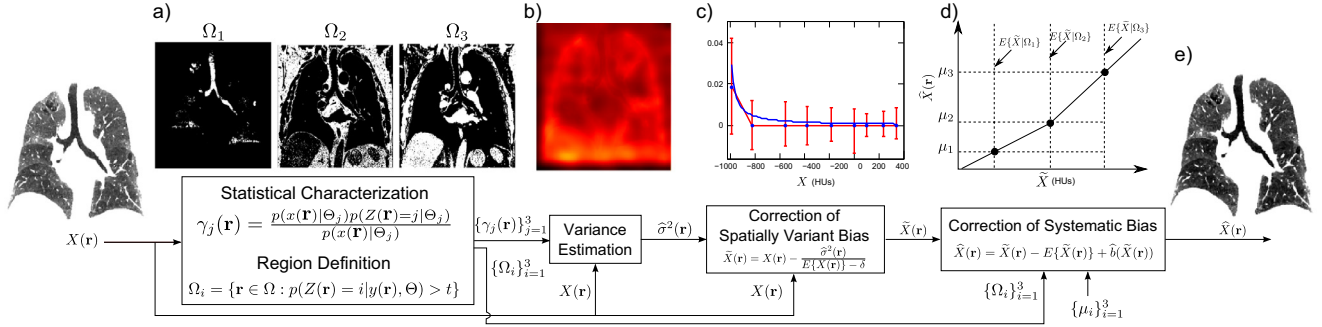 a)
b)
c)
d)
e)
Ω₁
Ω₂
Ω₃
0.04
0.02
0
−1000 −800 −600 −400 −200 0 200 400
X (HUs)
μ₃
μ₂
μ₁
X̂(r)
E{X̃|Ω₁}
E{X̃|Ω₂}
E{X̃|Ω₃}
X̃ (HUs)
X(r)
Statistical Characterization
γⱼ(r) = p(x(r)|Θⱼ)p(Z(r)=j|Θⱼ) / p(x(r)|Θⱼ)
Region Definition
Ωᵢ = {r ∈ Ω : p(Z(r) = i|y(r), Θ) > t}
{γⱼ(r)}³ⱼ₌₁
{Ωᵢ}³ᵢ₌₁
Variance
Estimation
X(r)
σ̂²(r)
Correction of
Spatially Variant Bias
X̃(r) = X(r) − σ̂²(r) / E{X(r)} − δ
X(r)
X̃(r)
Correction of Systematic Bias
X̂(r) = X̃(r) − E{X̃(r)} + b̂(X̃(r))
{Ωᵢ}³ᵢ₌₁
{μᵢ}³ᵢ₌₁
X̂(r)